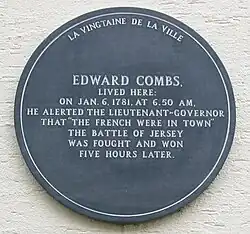 LA VINGTAINE DE LA VILLE
EDWARD COMBS,
LIVED HERE:
ON JAN. 6, 1781, AT 6.50 AM,
HE ALERTED THE LIEUTENANT-GOVERNOR
THAT "THE FRENCH WERE IN TOWN"
THE BATTLE OF JERSEY
WAS FOUGHT AND WON
FIVE HOURS LATER.